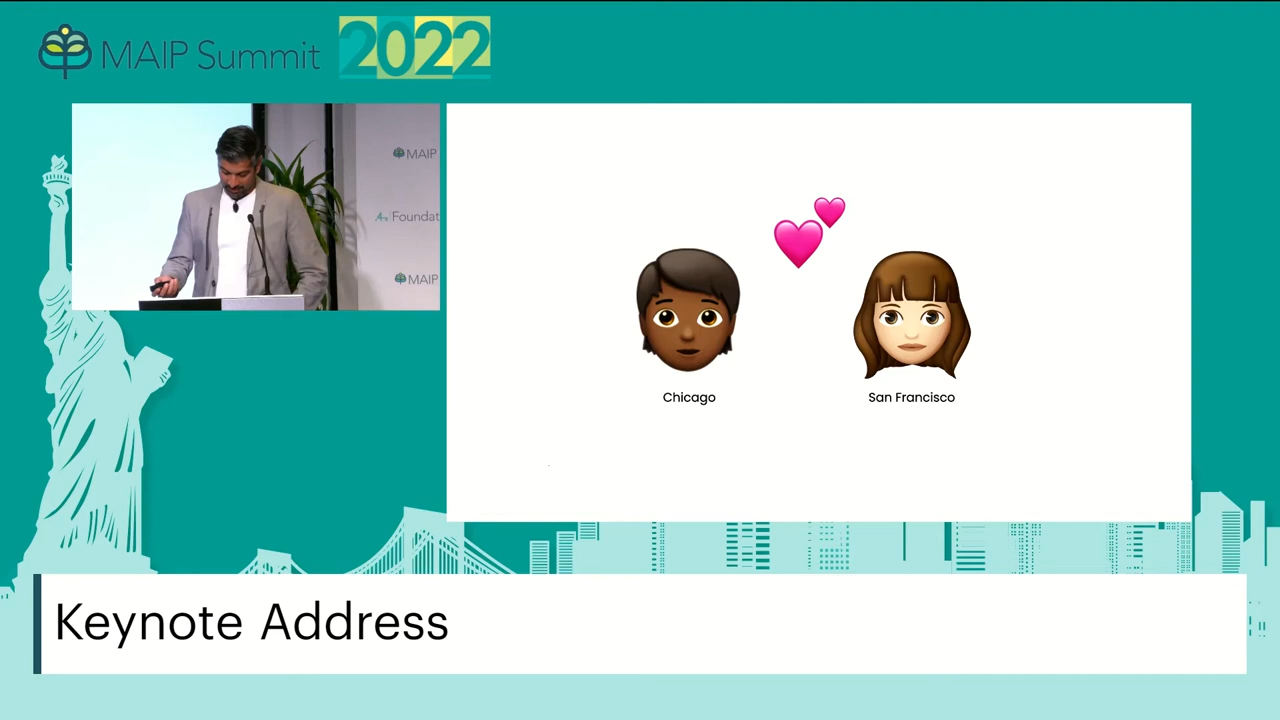 MAIP Summit 2022
MAIP
Foundat
MAIP
Chicago
San Francisco
Keynote Address